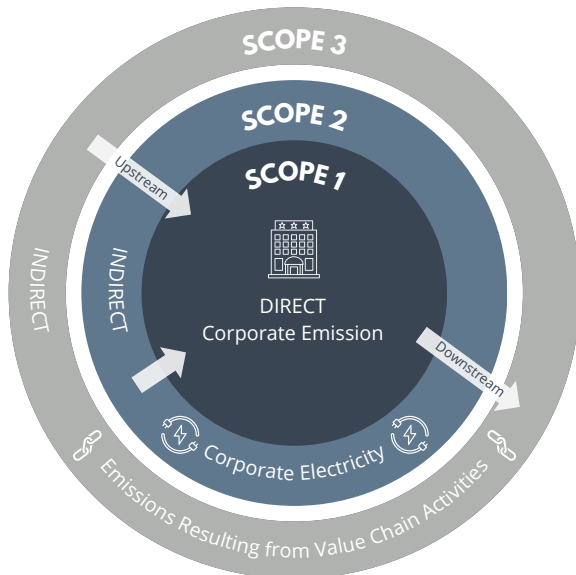 SCOPE 3
SCOPE 2
SCOPE 1
Upstream
INDIRECT
INDIRECT
DIRECT
Corporate Emission
Downstream
Corporate Electricity
Emissions Resulting from Value Chain Activities